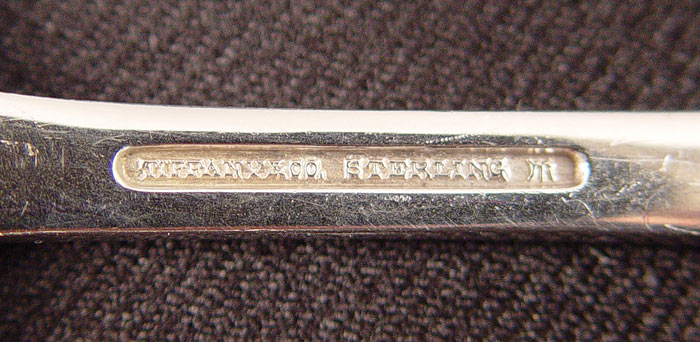 TIFFANY & CO. STERLING M